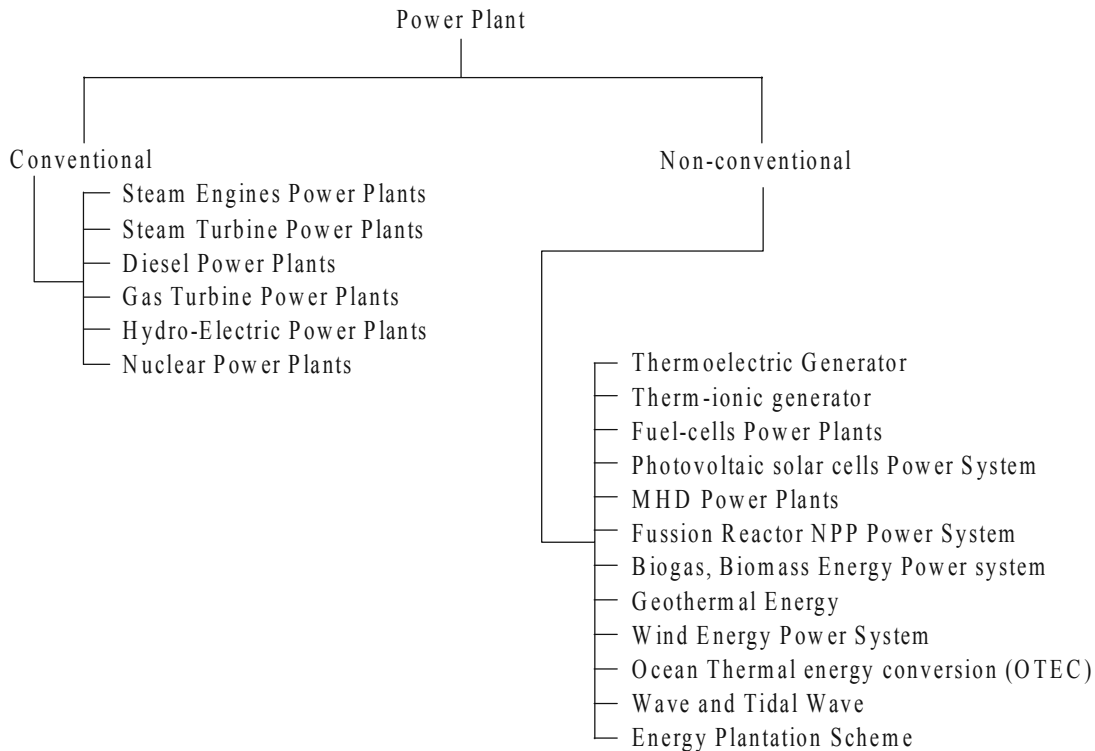 Power Plant
Conventional
Steam Engines Power Plants
Steam Turbine Power Plants
Diesel Power Plants
Gas Turbine Power Plants
Hydro-Electric Power Plants
Nuclear Power Plants
Non-conventional
Thermoelectric Generator
Therm-ionic generator
Fuel-cells Power Plants
Photovoltaic solar cells Power System
MHD Power Plants
Fussion Reactor NPP Power System
Biogas, Biomass Energy Power system
Geothermal Energy
Wind Energy Power System
Ocean Thermal energy conversion (OTEC)
Wave and Tidal Wave
Energy Plantation Scheme